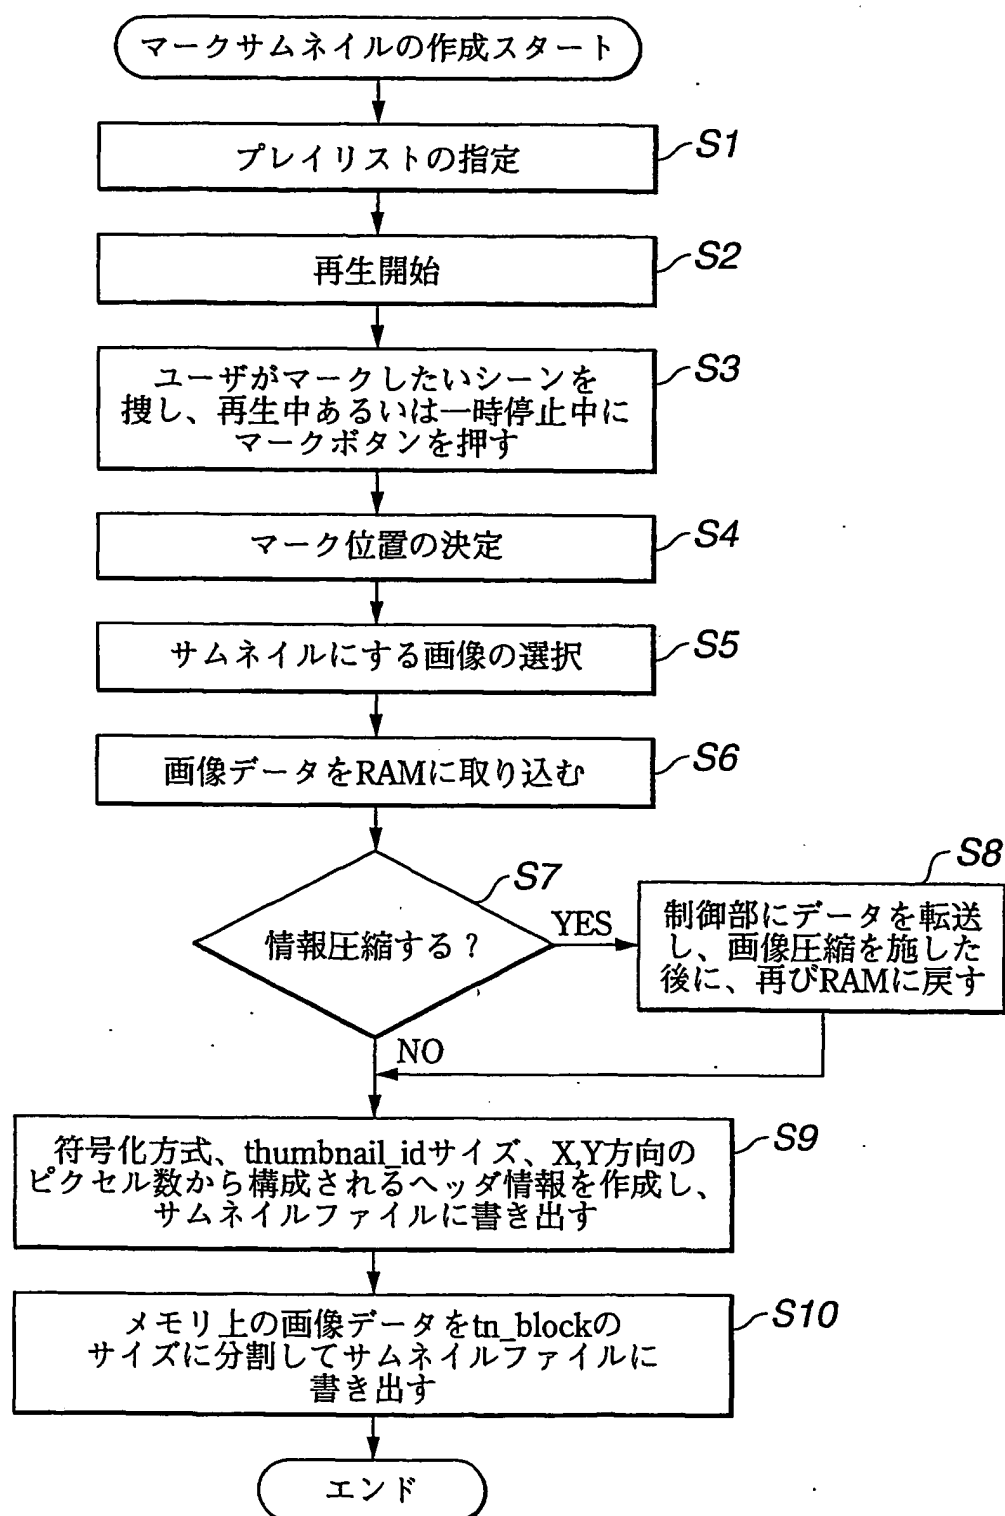 マークサムネイルの作成スタート
プレイリストの指定
S1
再生開始
S2
ユーザがマークしたいシーンを
捜し、再生中あるいは一時停止中に
マークボタンを押す
S3
マーク位置の決定
S4
サムネイルにする画像の選択
S5
画像データをRAMに取り込む
S6
情報圧縮する？
S7
YES
制御部にデータを転送
し、画像圧縮を施した
後に、再びRAMに戻す
S8
NO
符号化方式、thumbnail_idサイズ、X,Y方向の
ピクセル数から構成されるヘッダ情報を作成し、
サムネイルファイルに書き出す
S9
メモリ上の画像データをtn_blockの
サイズに分割してサムネイルファイルに
書き出す
S10
エンド